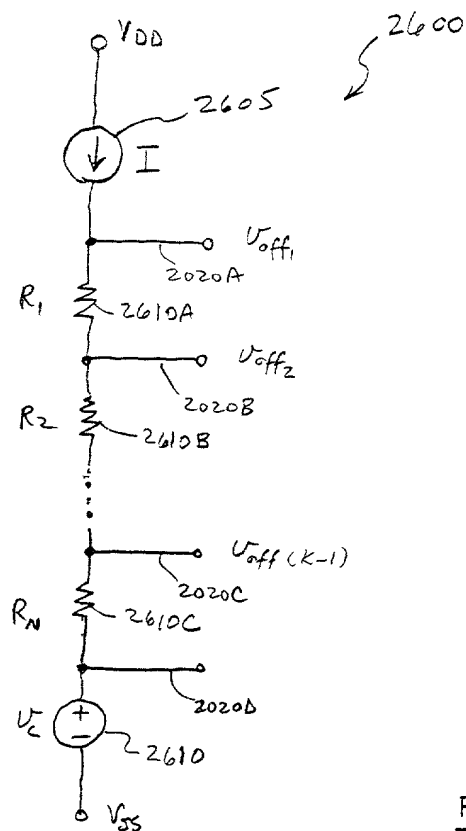 2600
VDD
2605
I
Voff1
2020A
R1
2610A
Voff2
2020B
R2
2610B
Voff (K-1)
2020C
RN
2610C
2020D
Vc
+
-
2610
VSS
F